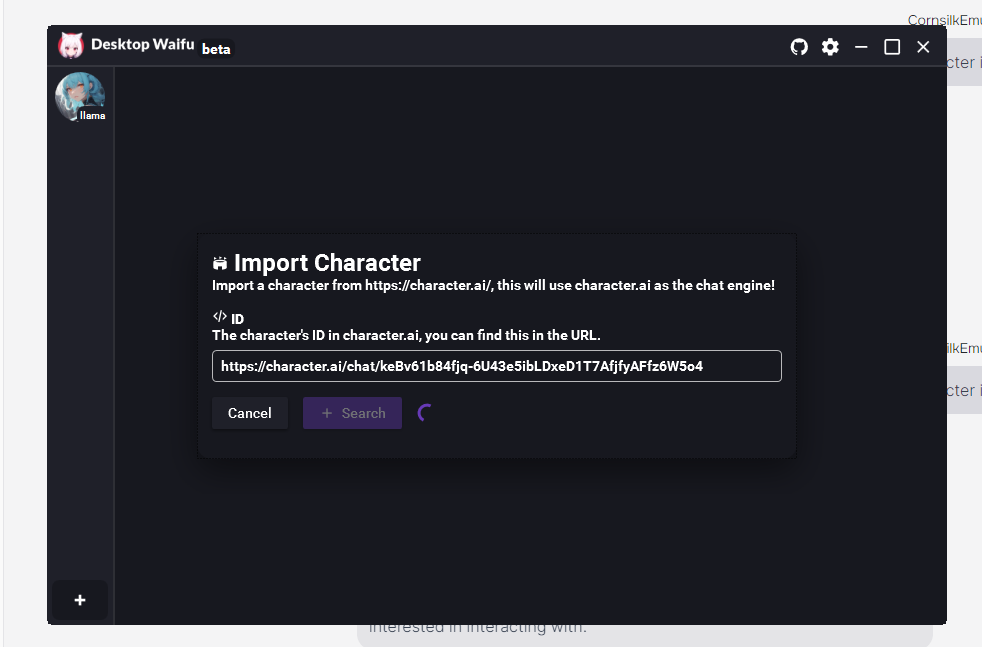 CornsilkEmu
Desktop Waifu beta
cter i
llama
Import Character
Import a character from https://character.ai/, this will use character.ai as the chat engine!
</> ID
The character's ID in character.ai, you can find this in the URL.
ilkEmu
https://character.ai/chat/keBv61b84fjq-6U43e5ibLDxeD1T7AfjfyAFfz6W5o4
cter i
Cancel
+ Search
+
interested in interacting with.